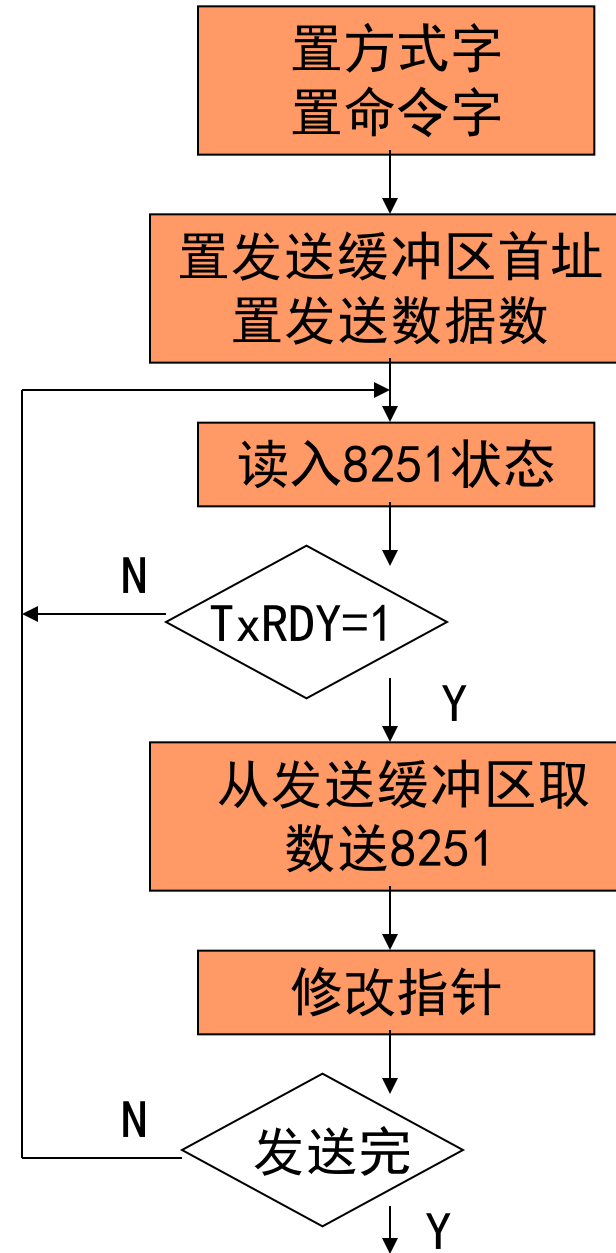 置方式字
置命令字
置发送缓冲区首址
置发送数据数
读入8251状态
N
TxRDY=1
Y
从发送缓冲区取
数送8251
修改指针
N
发送完
Y